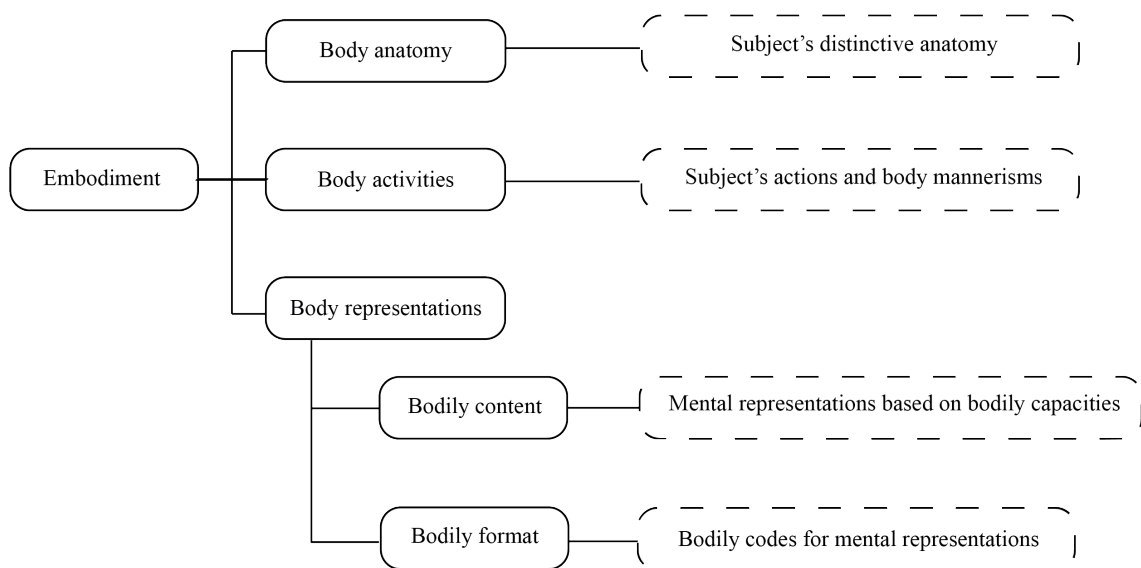 Body anatomy
Subject’s distinctive anatomy
Embodiment
Body activities
Subject’s actions and body mannerisms
Body representations
Bodily content
Mental representations based on bodily capacities
Bodily format
Bodily codes for mental representations